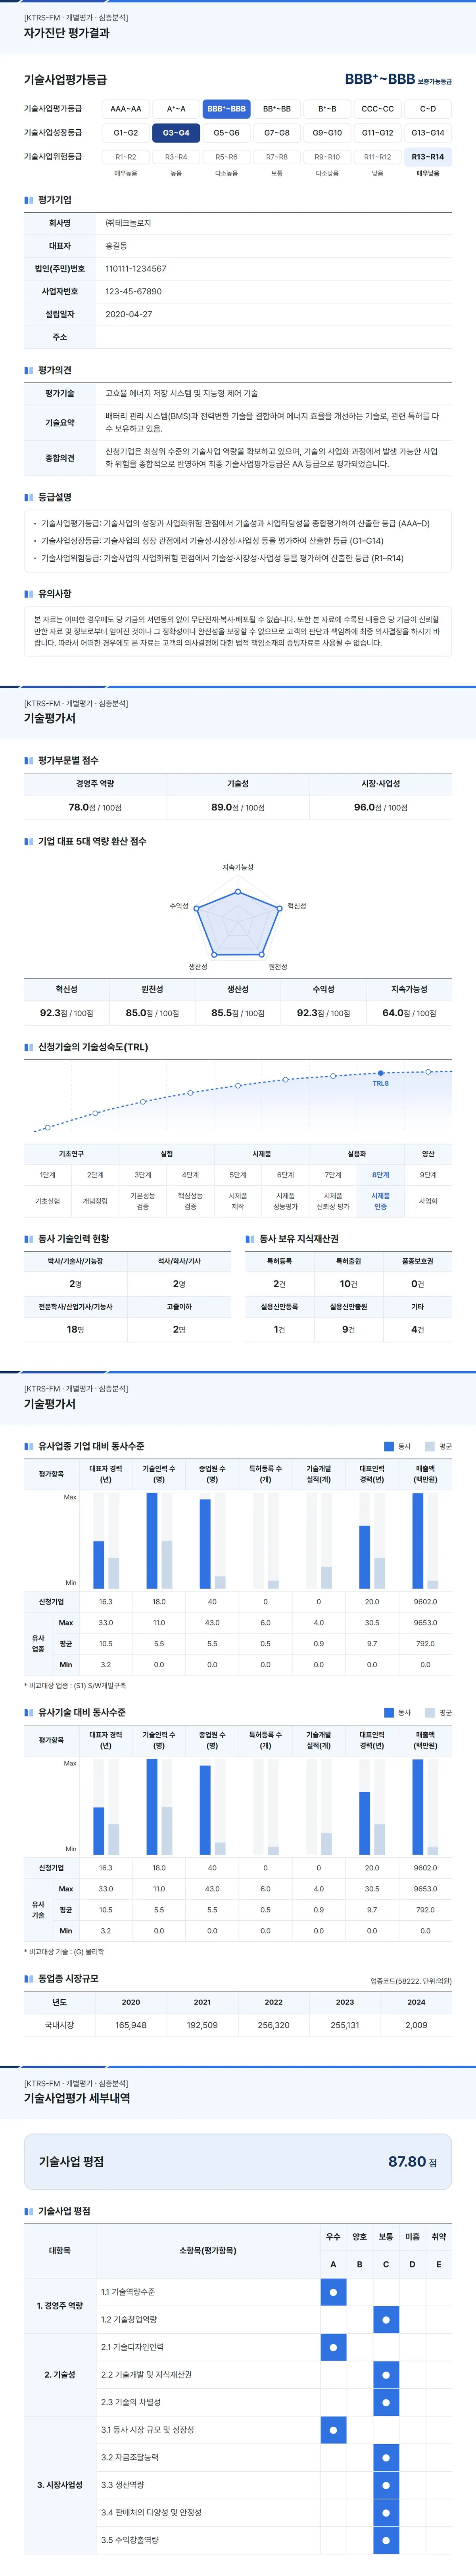 [KTRS-FM · 개별평가 · 심층분석]
자가진단 평가결과
기술사업평가등급 BBB⁺~BBB 보증가능등급
기술사업평가등급 AAA~AA A⁺~A BBB⁺~BBB BB⁺~BB B⁺~B CCC~CC C~D
기술사업성장등급 G1~G2 G3~G4 G5~G6 G7~G8 G9~G10 G11~G12 G13~G14
기술사업위험등급 R1~R2 R3~R4 R5~R6 R7~R8 R9~R10 R11~R12 R13~R14
매우높음 높음 다소높음 보통 다소낮음 낮음 매우낮음
평가기업
회사명 ㈜테크놀로지
대표자 홍길동
법인(주민)번호 110111-1234567
사업자번호 123-45-67890
설립일자 2020-04-27
주소
평가의견
평가기술 고효율 에너지 저장 시스템 및 지능형 제어 기술
기술요약 배터리 관리 시스템(BMS)과 전력변환 기술을 결합하여 에너지 효율을 개선하는 기술로, 관련 특허를 다
수 보유하고 있음.
종합의견 신청기업은 최상위 수준의 기술사업 역량을 확보하고 있으며, 기술의 사업화 과정에서 발생 가능한 사업
화 위험을 종합적으로 반영하여 최종 기술사업평가등급은 AA 등급으로 평가되었습니다.
등급설명
• 기술사업평가등급: 기술사업의 성장과 사업화위험 관점에서 기술성과 사업타당성을 종합평가하여 산출한 등급 (AAA~D)
• 기술사업성장등급: 기술사업의 성장 관점에서 기술성·시장성·사업성 등을 평가하여 산출한 등급 (G1~G14)
• 기술사업위험등급: 기술사업의 사업화위험 관점에서 기술성·시장성·사업성 등을 평가하여 산출한 등급 (R1~R14)
유의사항
본 자료는 어떠한 경우에도 당 기금의 서면동의 없이 무단전재·복사·배포될 수 없습니다. 또한 본 자료에 수록된 내용은 당 기금이 신뢰할
만한 자료 및 정보로부터 얻어진 것이나 그 정확성이나 완전성을 보장할 수 없으므로 고객의 판단과 책임하에 최종 의사결정을 하시기 바
랍니다. 따라서 어떠한 경우에도 본 자료는 고객의 의사결정에 대한 법적 책임소재의 증빙자료로 사용될 수 없습니다.
[KTRS-FM · 개별평가 · 심층분석]
기술평가서
평가부문별 점수
경영주 역량 기술성 시장·사업성
78.0점 / 100점 89.0점 / 100점 96.0점 / 100점
기업 대표 5대 역량 환산 점수
지속가능성
수익성 혁신성
생산성 원천성
혁신성 원천성 생산성 수익성 지속가능성
92.3점 / 100점 85.0점 / 100점 85.5점 / 100점 92.3점 / 100점 64.0점 / 100점
신청기술의 기술성숙도(TRL)
TRL8
기초연구 실험 시제품 실용화 양산
1단계 2단계 3단계 4단계 5단계 6단계 7단계 8단계 9단계
기초실험 개념정립 기본성능 검증 핵심성능 검증 시제품 제작 시제품 성능평가 시제품 신뢰성 평가 시제품 인증 사업화
동사 기술인력 현황
박사/기술사/기능장 석사/학사/기사
2명 2명
전문학사/산업기사/기능사 고졸이하
18명 2명
동사 보유 지식재산권
특허등록 특허출원 품종보호권
2건 10건 0건
실용신안등록 실용신안출원 기타
1건 9건 4건
[KTRS-FM · 개별평가 · 심층분석]
기술평가서
유사업종 기업 대비 동사수준 동사 평균
평가항목 대표자 경력 (년) 기술인력 수 (명) 종업원 수 (명) 특허등록 수 (개) 기술개발 실적(개) 대표인력 경력(년) 매출액 (백만원)
Max
Min
신청기업 16.3 18.0 40 0 0 20.0 9602.0
유사 업종 Max 33.0 11.0 43.0 6.0 4.0 30.5 9653.0
평균 10.5 5.5 5.5 0.5 0.9 9.7 792.0
Min 3.2 0.0 0.0 0.0 0.0 0.0 0.0
* 비교대상 업종 : (S1) S/W개발구축
유사기술 대비 동사수준 동사 평균
평가항목 대표자 경력 (년) 기술인력 수 (명) 종업원 수 (명) 특허등록 수 (개) 기술개발 실적(개) 대표인력 경력(년) 매출액 (백만원)
Max
Min
신청기업 16.3 18.0 40 0 0 20.0 9602.0
유사 기술 Max 33.0 11.0 43.0 6.0 4.0 30.5 9653.0
평균 10.5 5.5 5.5 0.5 0.9 9.7 792.0
Min 3.2 0.0 0.0 0.0 0.0 0.0 0.0
* 비교대상 기술 : (G) 물리학
동업종 시장규모 업종코드(58222. 단위:억원)
년도 2020 2021 2022 2023 2024
국내시장 165,948 192,509 256,320 255,131 2,009
[KTRS-FM · 개별평가 · 심층분석]
기술사업평가 세부내역
기술사업 평점 87.80 점
기술사업 평점
대항목 소항목(평가항목) 우수 양호 보통 미흡 취약
A B C D E
1. 경영주 역량 1.1 기술역량수준
1.2 기술창업역량
2. 기술성 2.1 기술디자인인력
2.2 기술개발 및 지식재산권
2.3 기술의 차별성
3. 시장사업성 3.1 동사 시장 규모 및 성장성
3.2 자금조달능력
3.3 생산역량
3.4 판매처의 다양성 및 안정성
3.5 수익창출역량